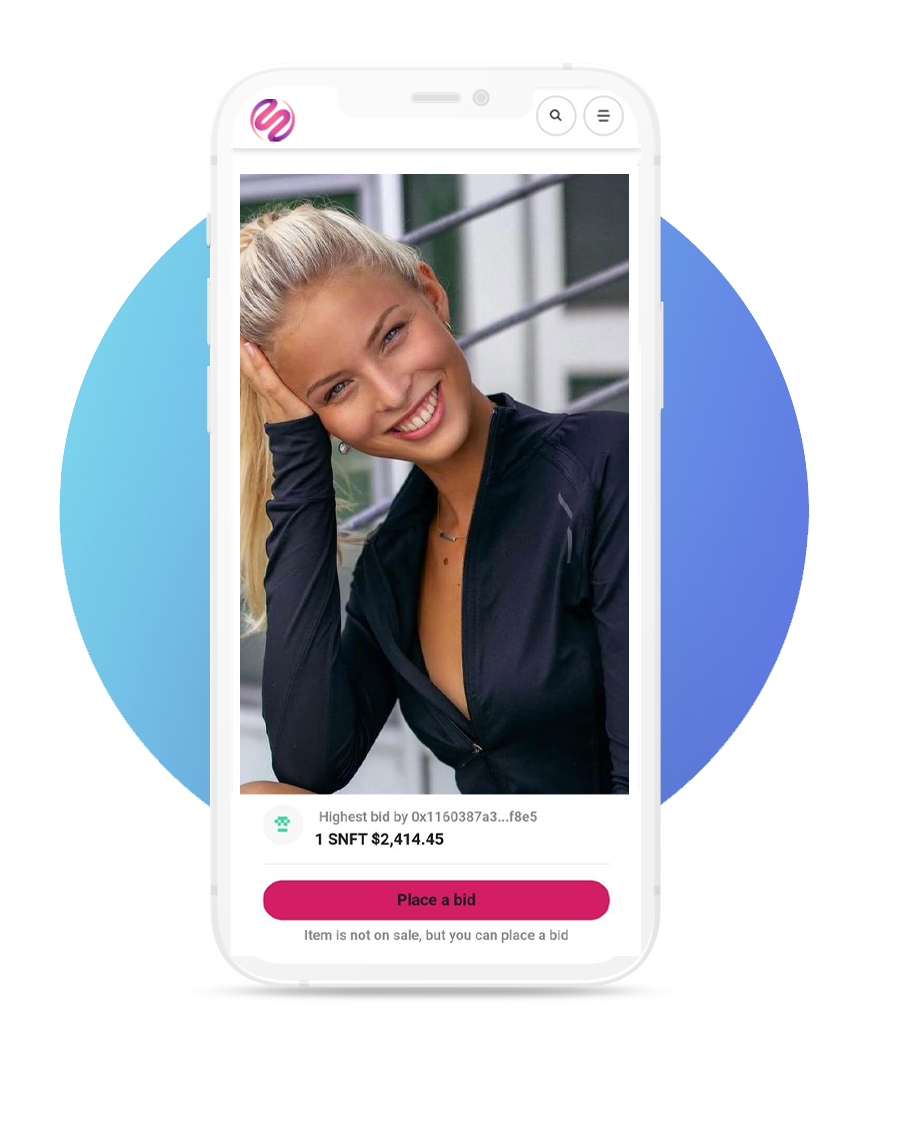 Highest bid by 0x1160387a3...f8e5
1 SNFT $2,414.45
Place a bid
Item is not on sale, but you can place a bid